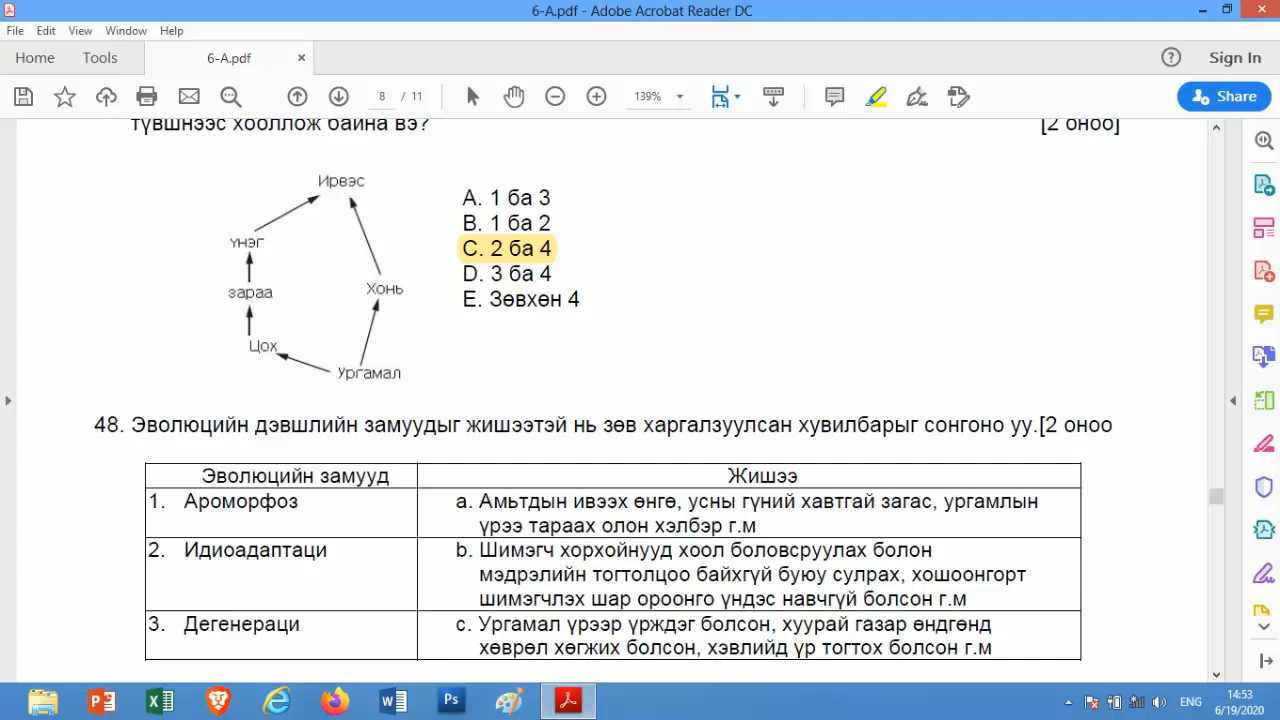 6-A.pdf - Adobe Acrobat Reader DC
File Edit View Window Help
Home Tools 6-A.pdf × Sign In
8 / 11 139% Share
түвшнээс хооллож байна вэ? [2 оноо]
Ирвэс
үнэг
зараа
Хонь
Цох
Ургамал
A. 1 ба 3
B. 1 ба 2
C. 2 ба 4
D. 3 ба 4
E. Зөвхөн 4
48. Эволюцийн дэвшлийн замуудыг жишээтэй нь зөв харгалзуулсан хувилбарыг сонгоно уу.[2 оноо
Эволюцийн замууд Жишээ
1. Ароморфоз a. Амьтдын ивээх өнгө, усны гүний хавтгай загас, ургамлын
үрээ тараах олон хэлбэр г.м
2. Идиоадаптаци b. Шимэгч хорхойнууд хоол боловсруулах болон
мэдрэлийн тогтолцоо байхгүй буюу сулрах, хошоонгорт
шимэгчлэх шар ороонго үндэс навчгүй болсон г.м
3. Дегенераци c. Ургамал үрээр үрждэг болсон, хуурай газар өндгөнд
хөврөл хөгжих болсон, хэвлийд үр тогтох болсон г.м
ENG 14:53
6/19/2020